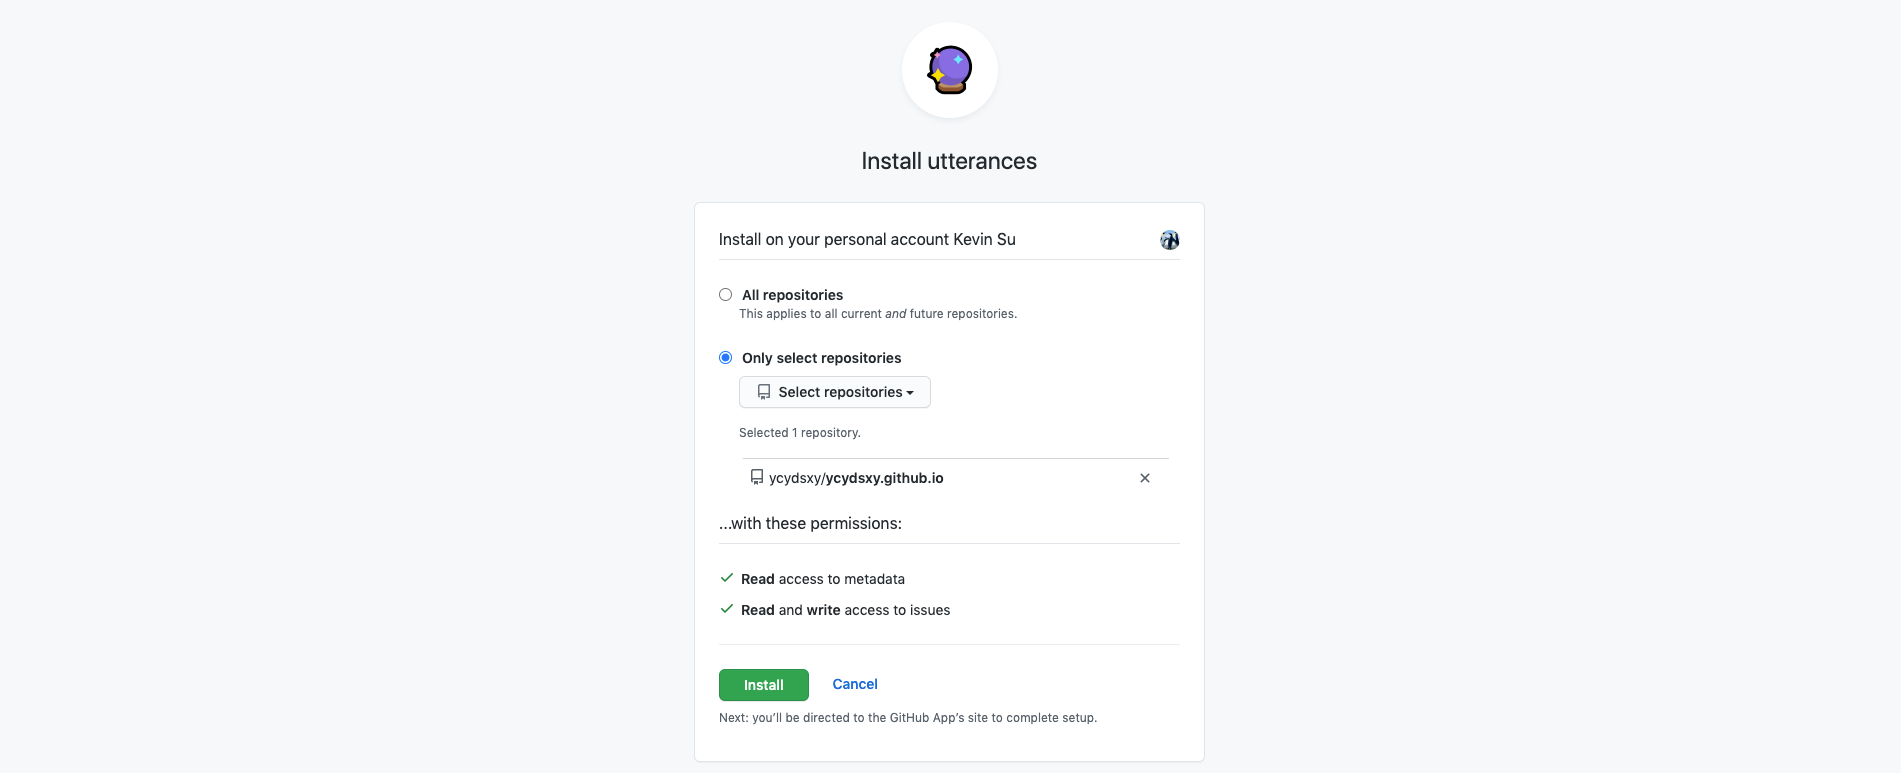 Install utterances
Install on your personal account Kevin Su
All repositories
This applies to all current and future repositories.
Only select repositories
Select repositories
Selected 1 repository.
ycydsxy/ycydsxy.github.io
...with these permissions:
Read access to metadata
Read and write access to issues
Install Cancel
Next: you’ll be directed to the GitHub App’s site to complete setup.